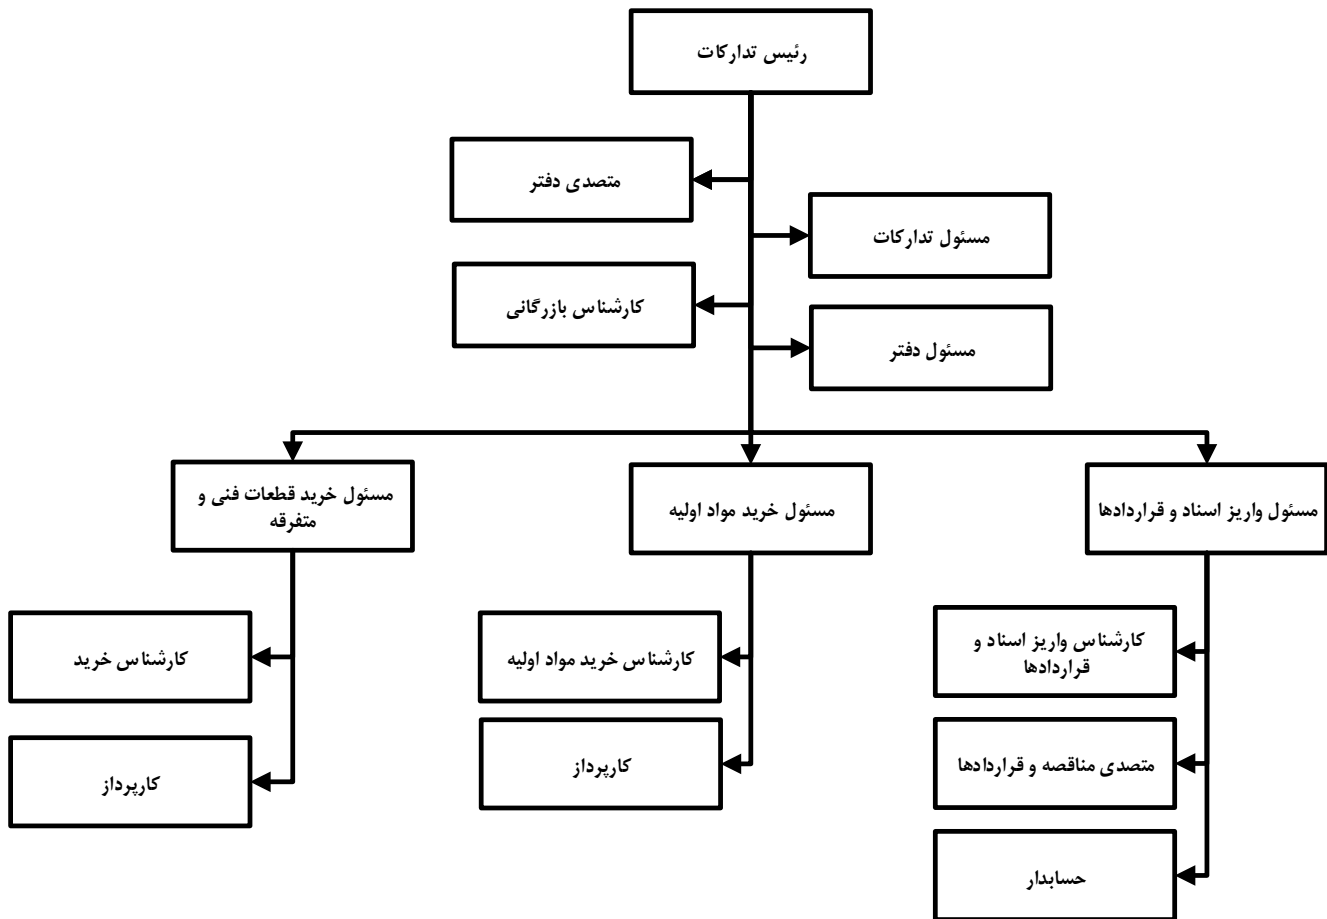 رئیس تدارکات
متصدی دفتر
مسئول تدارکات
کارشناس بازرگانی
مسئول دفتر
مسئول واریز اسناد و قراردادها
مسئول خرید مواد اولیه
مسئول خرید قطعات فنی و
متفرقه
کارشناس واریز اسناد و
قراردادها
کارشناس خرید مواد اولیه
کارشناس خرید
متصدی مناقصه و قراردادها
کارپرداز
کارپرداز
حسابدار